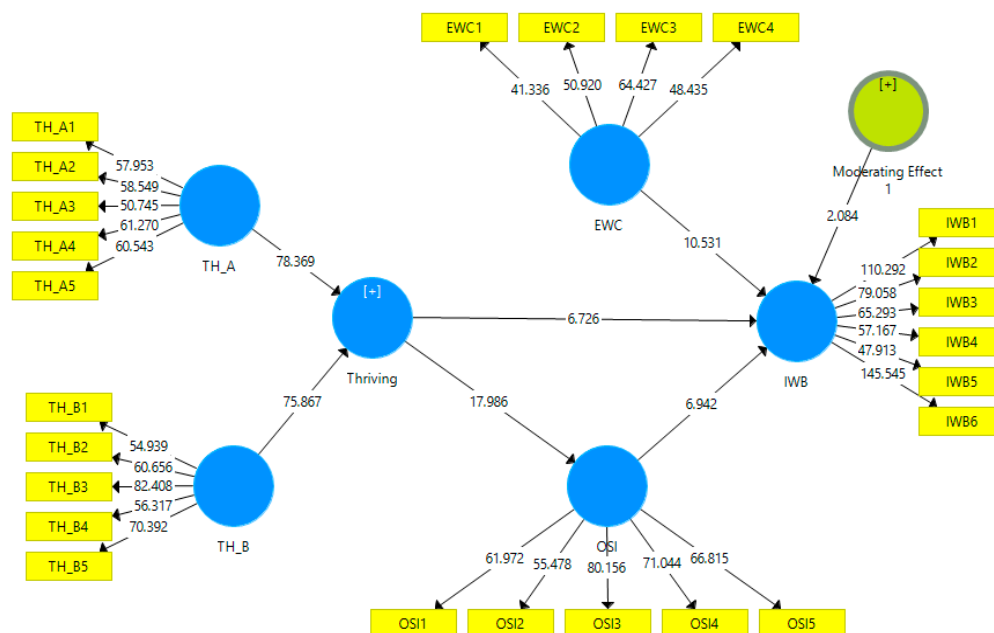 EWC1
EWC2
EWC3
EWC4
41.336
50.920
64.427
48.435
EWC
10.531
[+]
Moderating Effect
1
2.084
TH_A1
TH_A2
TH_A3
TH_A4
TH_A5
57.953
58.549
50.745
61.270
60.543
TH_A
78.369
[+]
Thriving
6.726
17.986
75.867
TH_B1
TH_B2
TH_B3
TH_B4
TH_B5
54.939
60.656
82.408
56.317
70.392
TH_B
IWB
110.292
79.058
65.293
57.167
47.913
145.545
IWB1
IWB2
IWB3
IWB4
IWB5
IWB6
6.942
OSI
61.972
55.478
80.156
71.044
66.815
OSI1
OSI2
OSI3
OSI4
OSI5